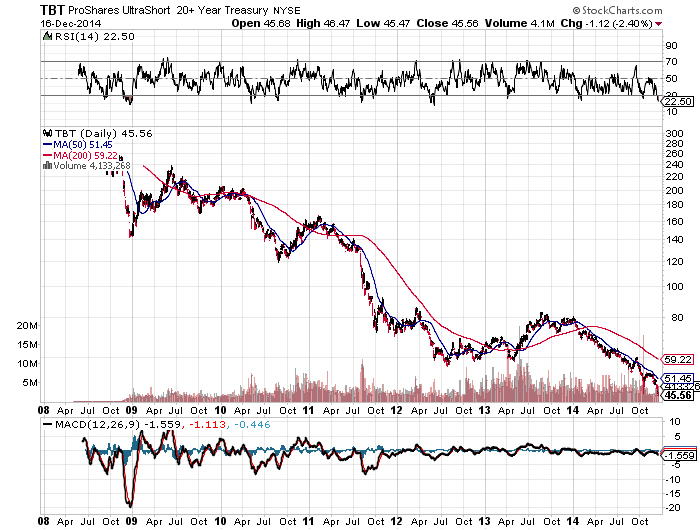 TBT ProShares UltraShort 20+ Year Treasury NYSE © StockCharts.com
16-Dec-2014 Open 45.68 High 46.47 Low 45.47 Close 45.56 Volume 4.1M Chg -1.12 (-2.40%)
RSI(14) 22.50
90
70
50
30
22.50
10
TBT (Daily) 45.56
MA(50) 51.45
MA(200) 59.22
Volume 4,133,268
300
280
260
240
220
200
180
160
140
120
100
80
59.22
51.45
45.56
20M
15M
10M
5M
08 Apr Jul Oct 09 Apr Jul Oct 10 Apr Jul Oct 11 Apr Jul Oct 12 Apr Jul Oct 13 Apr Jul Oct 14 Apr Jul Oct
MACD(12,26,9) -1.559, -1.113, -0.446
10
5
-1.559
-5
-10
-15
-20
08 Apr Jul Oct 09 Apr Jul Oct 10 Apr Jul Oct 11 Apr Jul Oct 12 Apr Jul Oct 13 Apr Jul Oct 14 Apr Jul Oct